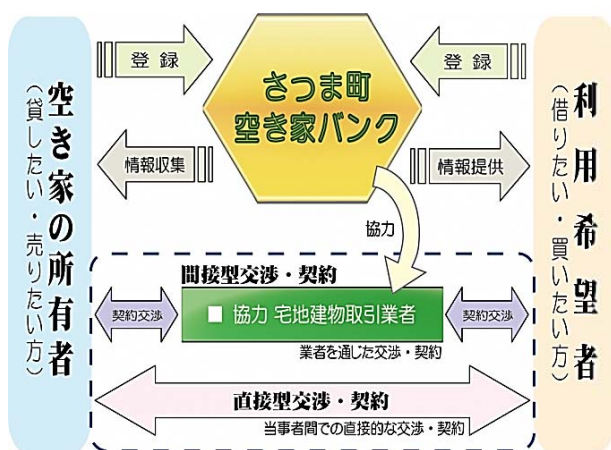 空き家の所有者
（貸したい・売りたい方）
登 録
情報収集
さつま町
空き家バンク
登 録
情報提供
利用希望者
（借りたい・買いたい方）
協力
間接型交渉・契約
契約交渉
■ 協力 宅地建物取引業者
契約交渉
業者を通じた交渉・契約
直接型交渉・契約
当事者間での直接的な交渉・契約